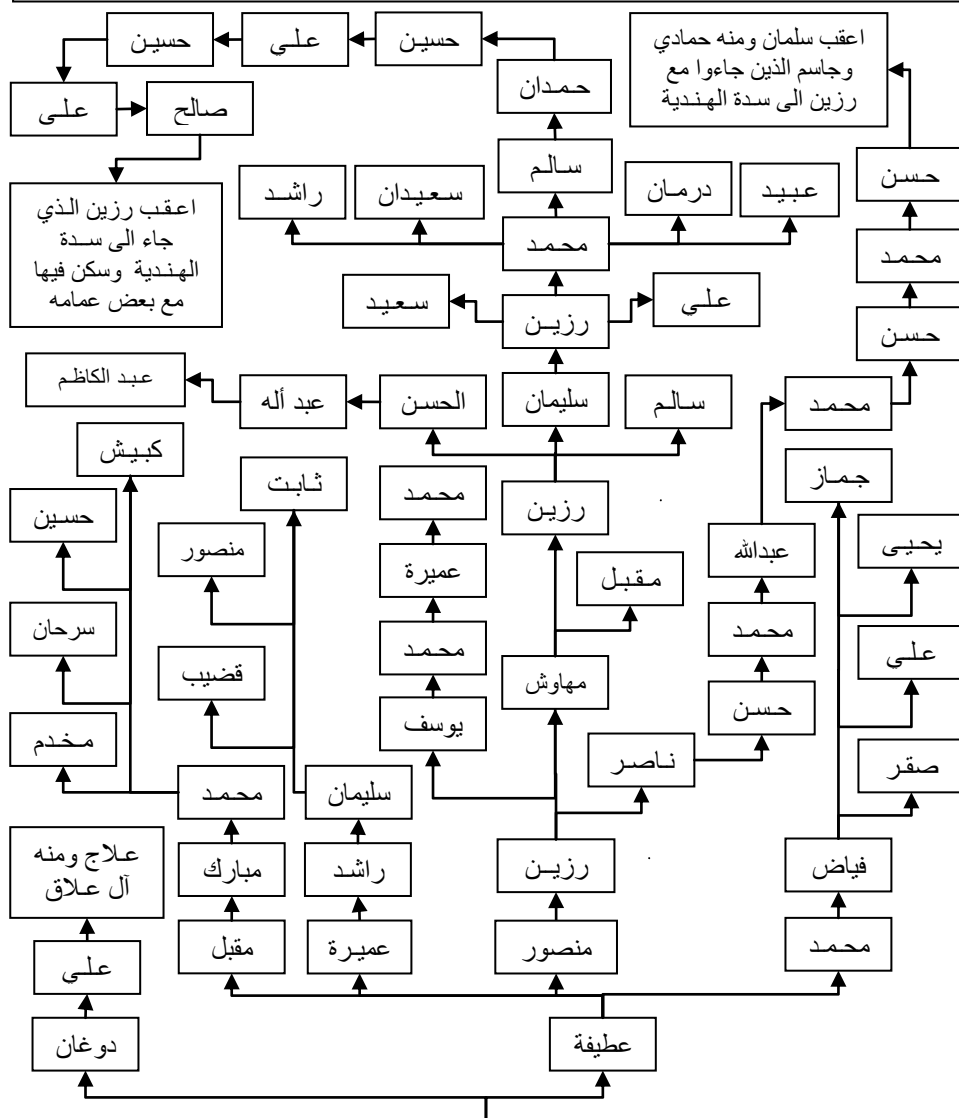 حسين
علي
حسين
علي
صالح
حمدان
اعقب سلمان ومنه حمادي
وجاسم الذين جاءوا مع
رزين الى سدة الهندية
سالم
حسن
اعقب رزين الذي
جاء الى سدة
الهندية وسكن فيها
مع بعض عمامه
عبيد
درمان
محمد
سعيدان
راشد
محمد
علي
رزين
سعيد
حسن
سالم
سليمان
الحسن
عبد أله
عبد الكاظم
محمد
كبيش
جماز
رزين
محمد
ثابت
حسين
يحيى
عبدالله
مقبل
عميرة
منصور
علي
محمد
مهاوش
محمد
قضيب
سرحان
حسن
يوسف
صقر
ناصر
سليمان
محمد
مخدم
فياض
رزين
راشد
مبارك
علاج ومنه
آل علاق
محمد
منصور
عميرة
مقبل
علي
عطيفة
دوغان